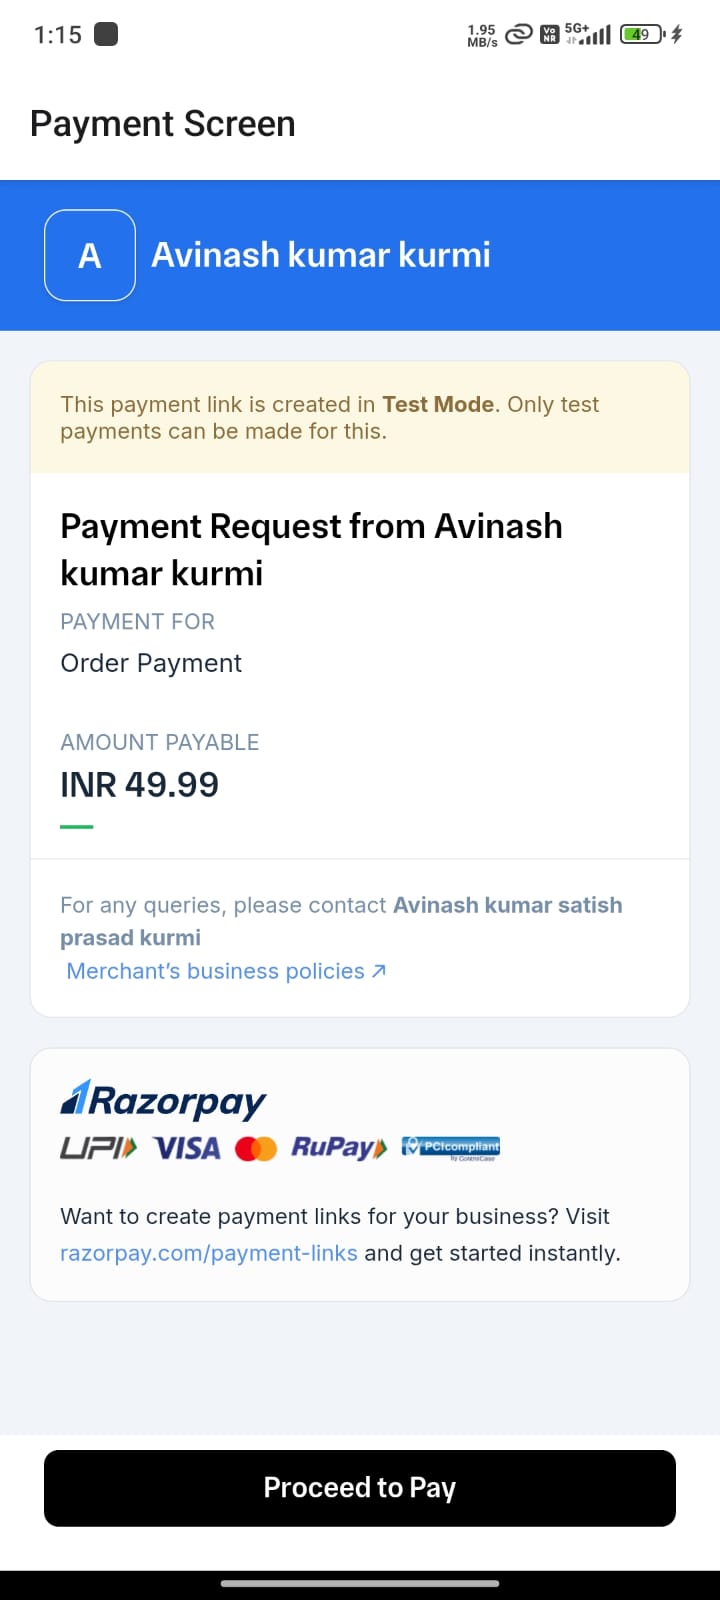 1:15
1.95
MB/s
Vo
NR
5G+
49
Payment Screen
A
Avinash kumar kurmi
This payment link is created in Test Mode. Only test
payments can be made for this.
Payment Request from Avinash
kumar kurmi
PAYMENT FOR
Order Payment
AMOUNT PAYABLE
INR 49.99
For any queries, please contact Avinash kumar satish
prasad kurmi
Merchant’s business policies ↗
Razorpay
UPI VISA RuPay PCIcompliant
by ControlCase
Want to create payment links for your business? Visit
razorpay.com/payment-links and get started instantly.
Proceed to Pay